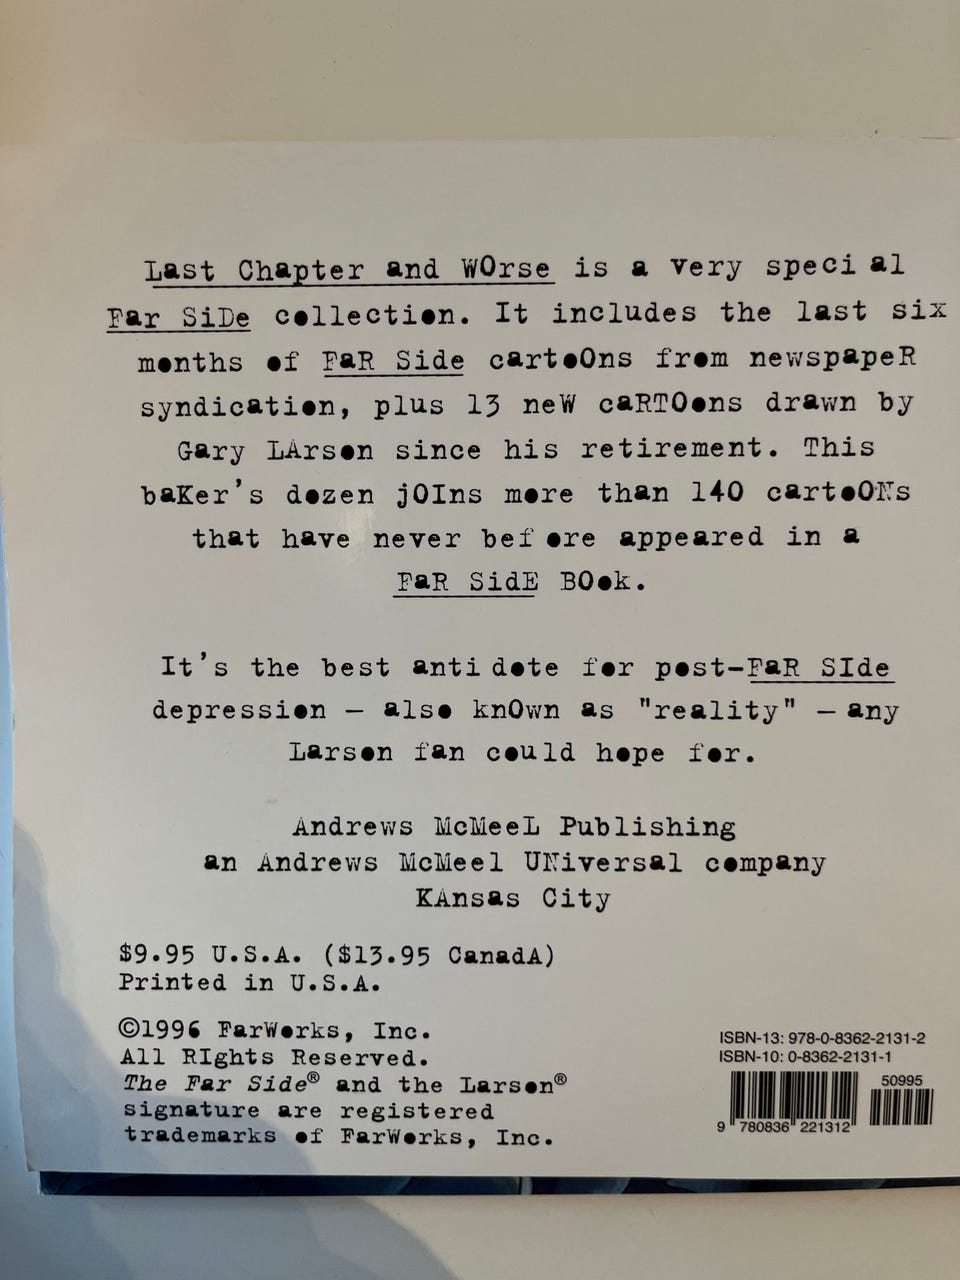 Last Chapter and WOrse is a very speci al
Far SiDe collection. It includes the last six
months of FaR Side cartoOns from newspapeR
syndication, plus 13 neW caRTOons drawn by
Gary LArson since his retirement. This
baKer's dozen jOIns more than 140 cartoONs
that have never bef ore appeared in a
FaR SidE BOok.
It's the best anti dote for post-FaR SIde
depression — also knOwn as "reality" — any
Larson fan could hope for.
Andrews McMeeL Publishing
an Andrews McMeel UNiversal company
KAnsas City
$9.95 U.S.A. ($13.95 CanadA)
Printed in U.S.A.
©1996 FarWorks, Inc.
All RIghts Reserved.
The Far Side® and the Larson®
signature are registered
trademarks of FarWorks, Inc.
ISBN-13: 978-0-8362-2131-2
ISBN-10: 0-8362-2131-1
50995
9 780836 221312